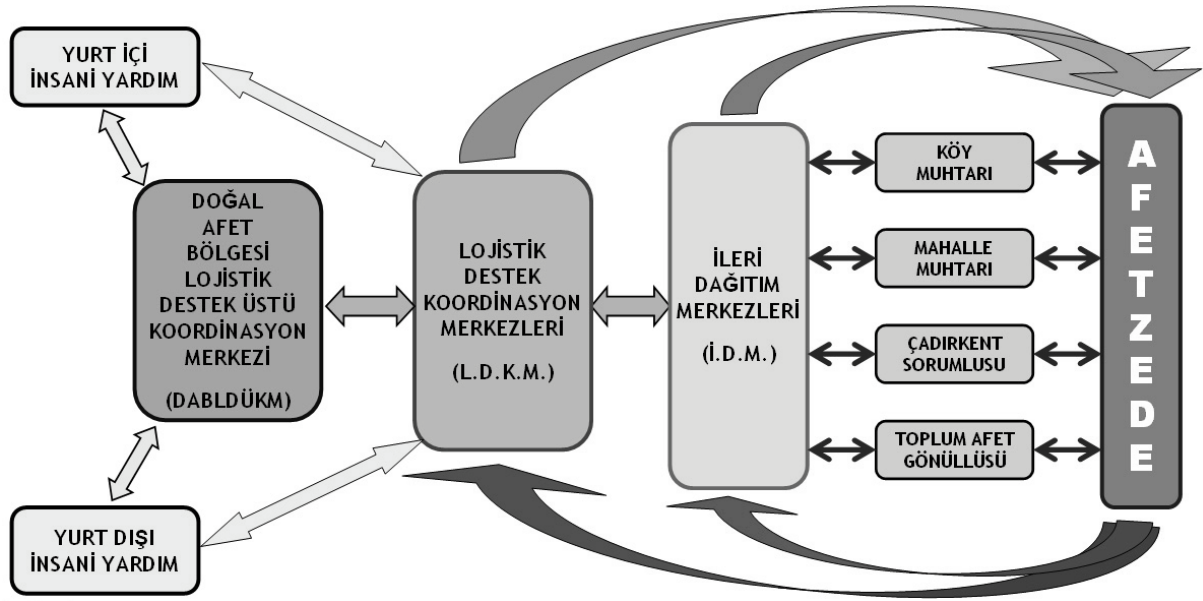 YURT İÇİ
İNSANİ YARDIM
DOĞAL
AFET
BÖLGESİ
LOJİSTİK
DESTEK ÜSTÜ
KOORDİNASYON
MERKEZİ
(DABLDÜKM)
YURT DIŞI
İNSANİ YARDIM
LOJİSTİK
DESTEK
KOORDİNASYON
MERKEZLERİ
(L.D.K.M.)
İLERİ
DAĞITIM
MERKEZLERİ
(İ.D.M.)
KÖY
MUHTARI
MAHALLE
MUHTARI
ÇADIRKENT
SORUMLUSU
TOPLUM AFET
GÖNÜLLÜSÜ
AFETZEDE